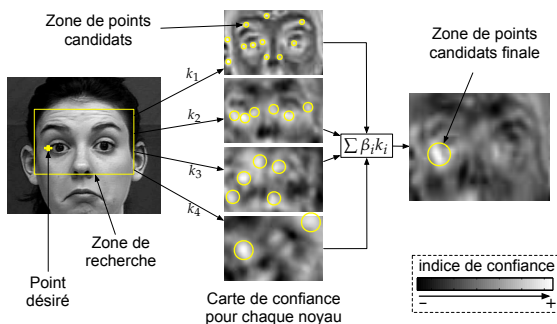 Zone de points
candidats
Zone de points
candidats finale
k₁
k₂
k₃
k₄
∑ βᵢkᵢ
Zone de
recherche
Point
désiré
Carte de confiance
pour chaque noyau
indice de confiance
− +